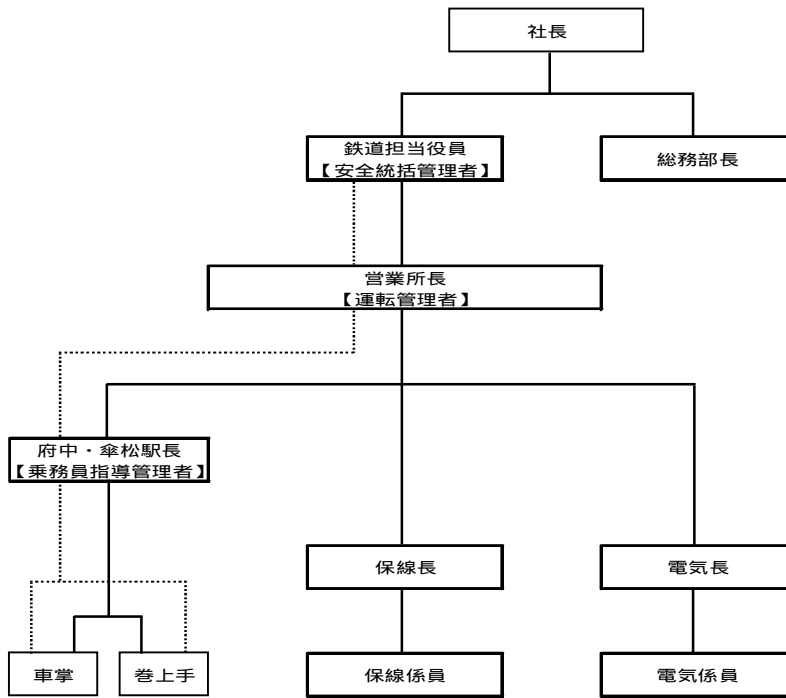 社長
鉄道担当役員
【安全統括管理者】
総務部長
営業所長
【運転管理者】
府中・傘松駅長
【乗務員指導管理者】
保線長
電気長
車掌
巻上手
保線係員
電気係員